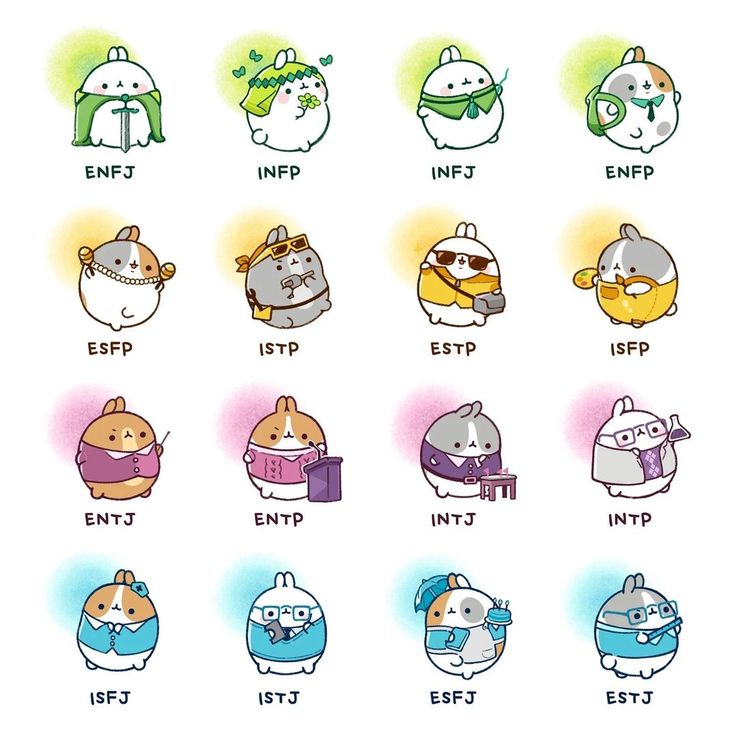 ENFJ INFP INFJ ENFP
ESFP ISTP ESTP ISFP
ENTJ ENTP INTJ INTP
ISFJ ISTJ ESFJ ESTJ